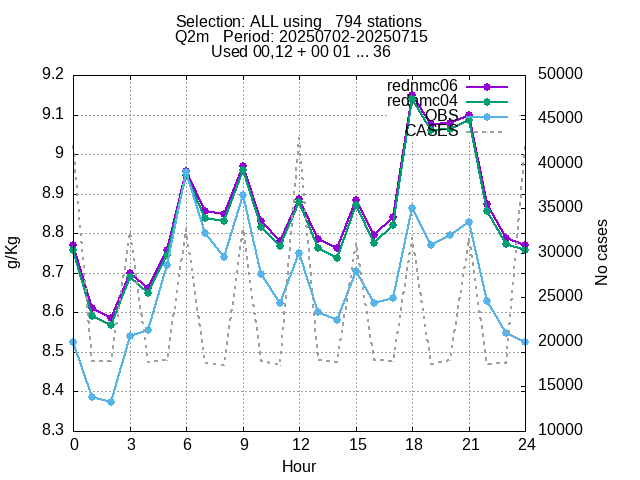 Selection: ALL using   794 stations
Q2m   Period: 20250702-20250715
Used 00,12 + 00 01 ... 36
9.2
9.1
9
8.9
8.8
8.7
8.6
8.5
8.4
8.3
g/Kg
50000
45000
40000
35000
30000
25000
20000
15000
10000
No cases
rednmc06
rednmc04
OBS
CASES
0 3 6 9 12 15 18 21 24
Hour